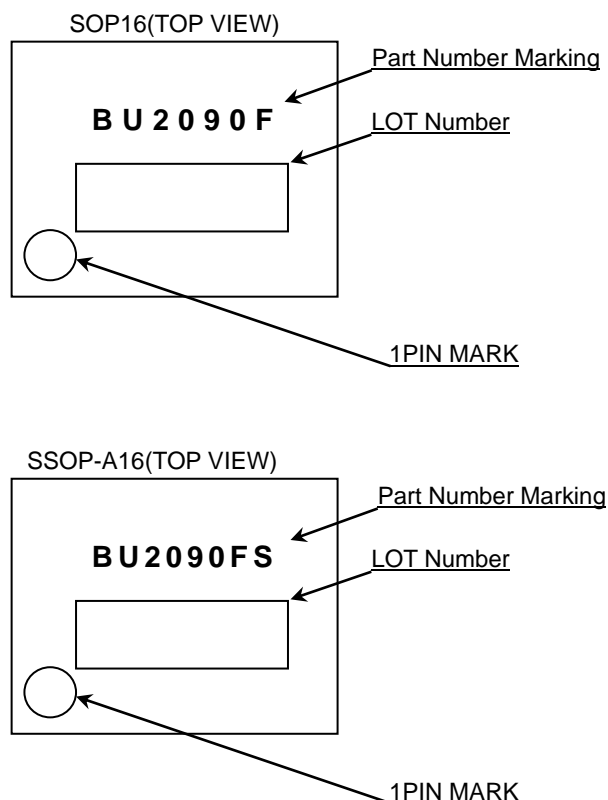 SOP16(TOP VIEW)
Part Number Marking
BU2090F
LOT Number
1PIN MARK
SSOP-A16(TOP VIEW)
Part Number Marking
BU2090FS
LOT Number
1PIN MARK